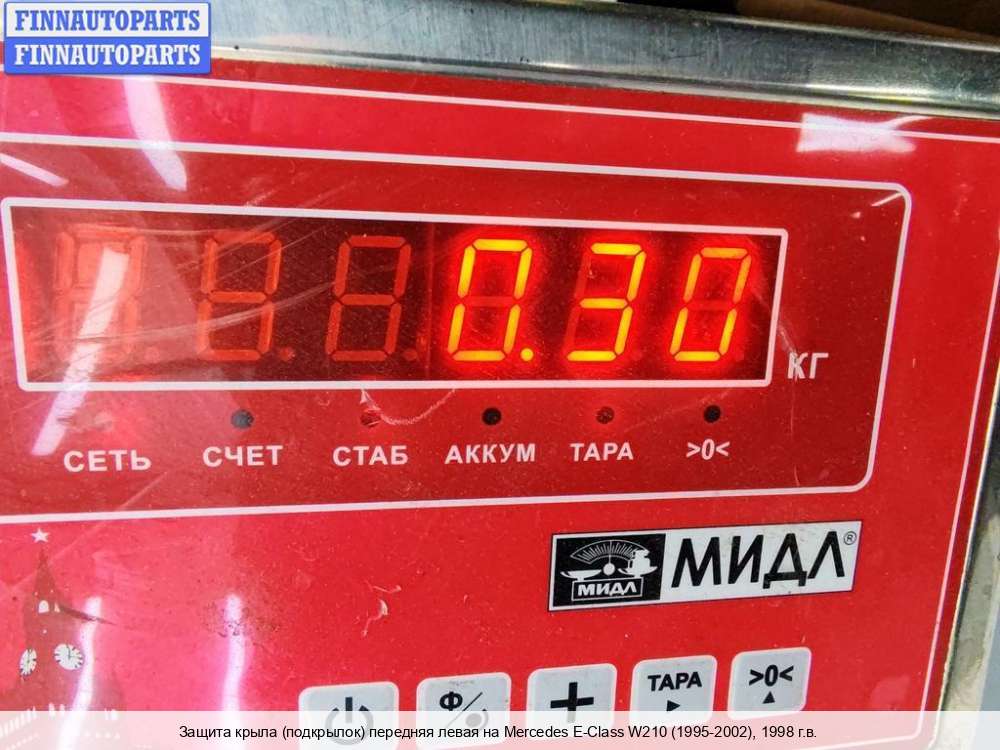 FINNAUTOPARTS
FINNAUTOPARTS
0.30
КГ
СЕТЬ СЧЕТ СТАБ АККУМ ТАРА >0<
МИДЛ МИДЛ®
Ф/ + ТАРА >0<
Защита крыла (подкрылок) передняя левая на Mercedes E-Class W210 (1995-2002), 1998 г.в.